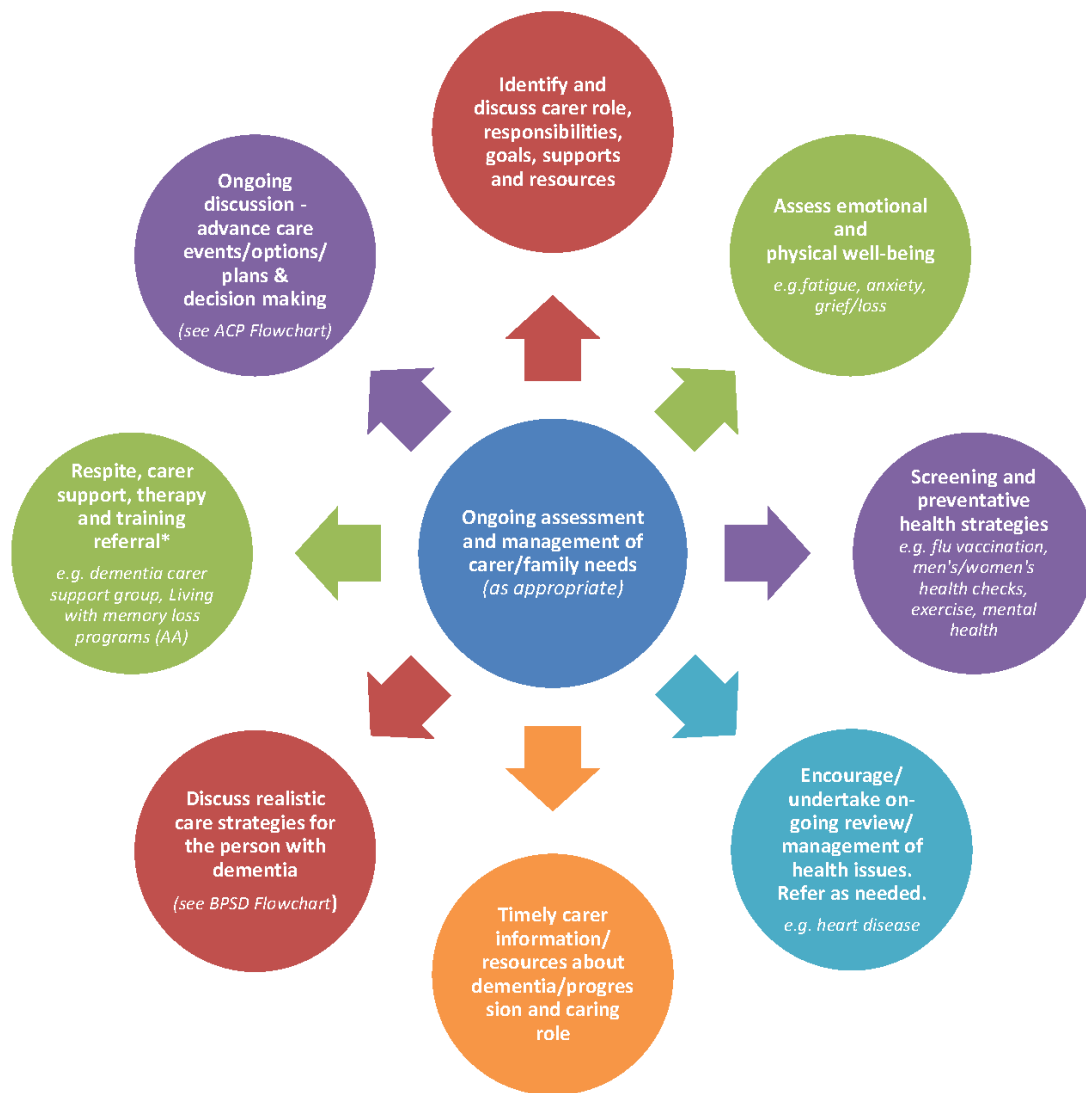 Identify and
discuss carer role,
responsibilities,
goals, supports
and resources
Assess emotional
and
physical well-being
e.g.fatigue, anxiety,
grief/loss
Screening and
preventative
health strategies
e.g. flu vaccination,
men's/women's
health checks,
exercise, mental
health
Encourage/
undertake on-
going review/
management of
health issues.
Refer as needed.
e.g. heart disease
Timely carer
information/
resources about
dementia/progres
sion and caring
role
Discuss realistic
care strategies for
the person with
dementia
(see BPSD Flowchart)
Respite, carer
support, therapy
and training
referral*
e.g. dementia carer
support group, Living
with memory loss
programs (AA)
Ongoing
discussion -
advance care
events/options/
plans &
decision making
(see ACP Flowchart)
Ongoing assessment
and management of
carer/family needs
(as appropriate)